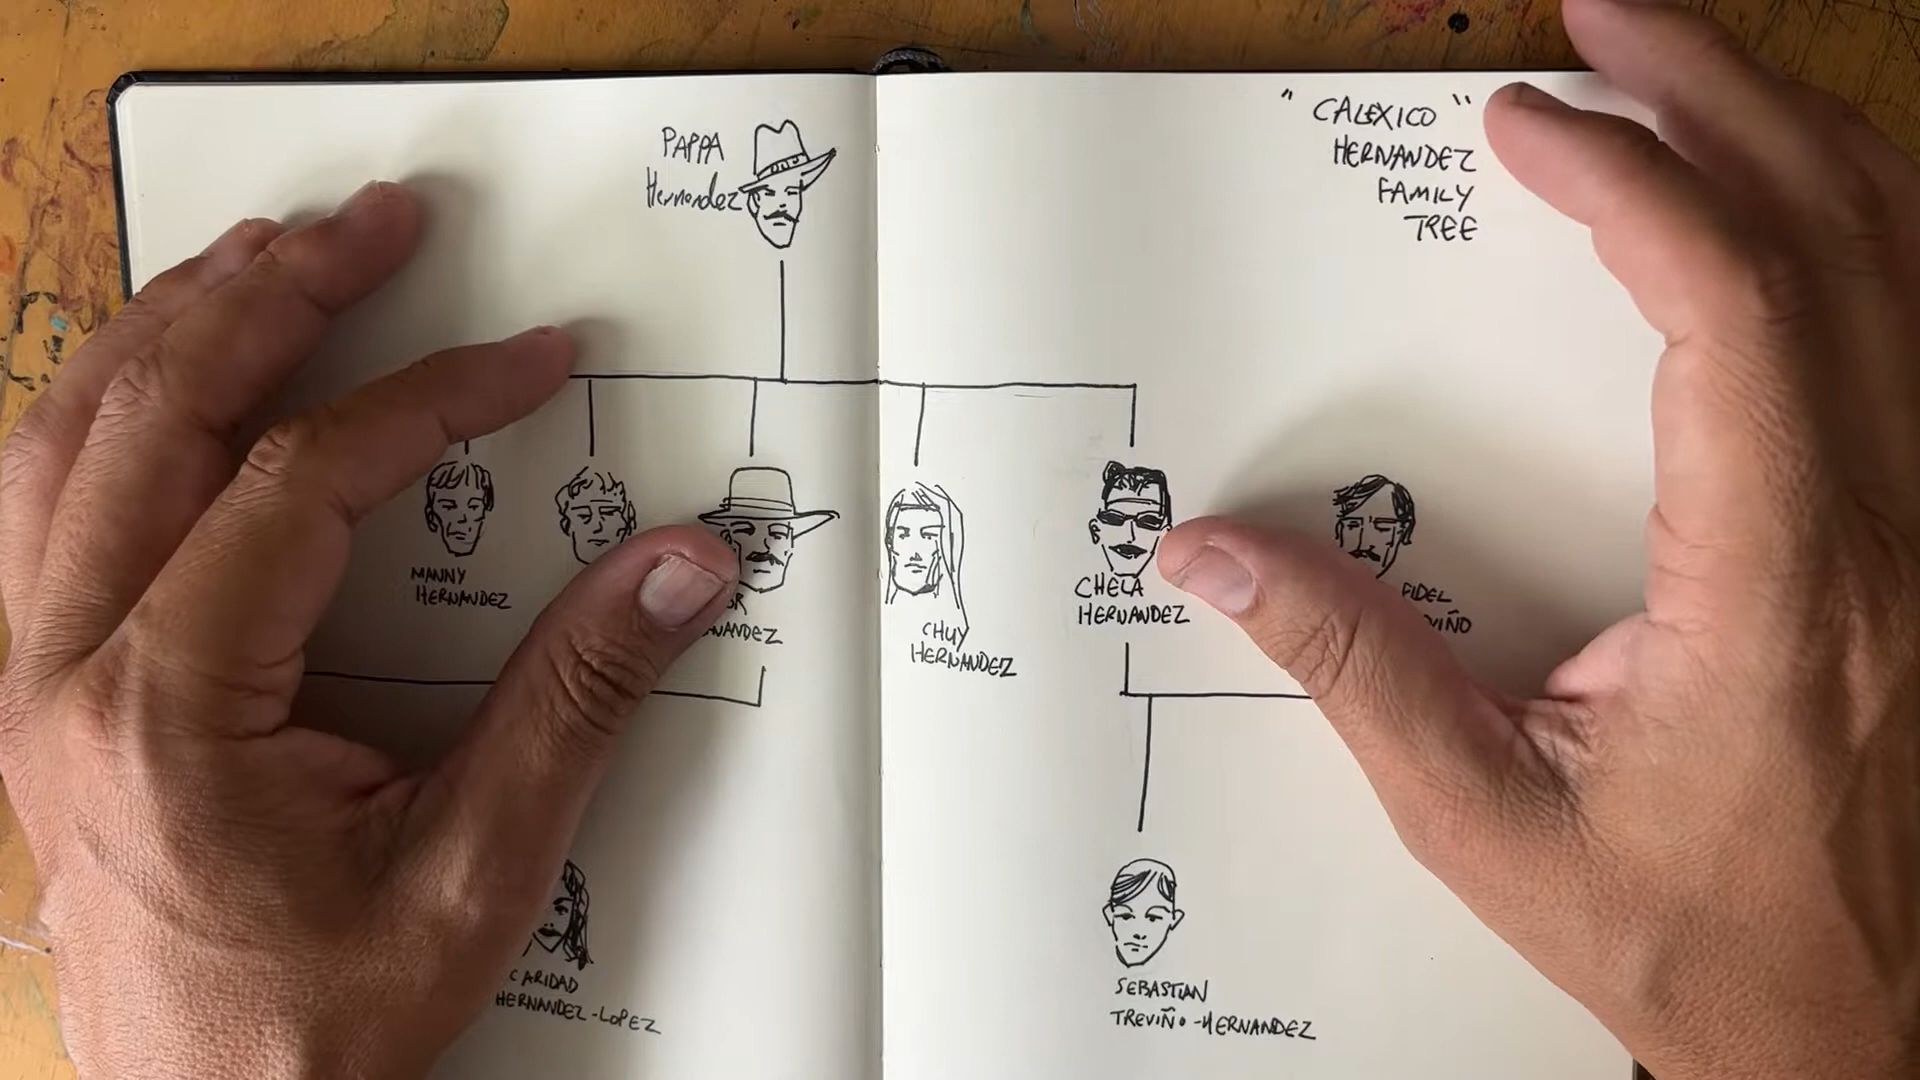 PAPPA
Hernandez
" CALEXICO "
HERNANDEZ
FAMILY
TREE
MANNY
HERNANDEZ
CHUY
HERNANDEZ
CHELA
HERNANDEZ
FIDEL
CARIDAD
HERNANDEZ-LOPEZ
SEBASTIAN
TREVIÑO-HERNANDEZ